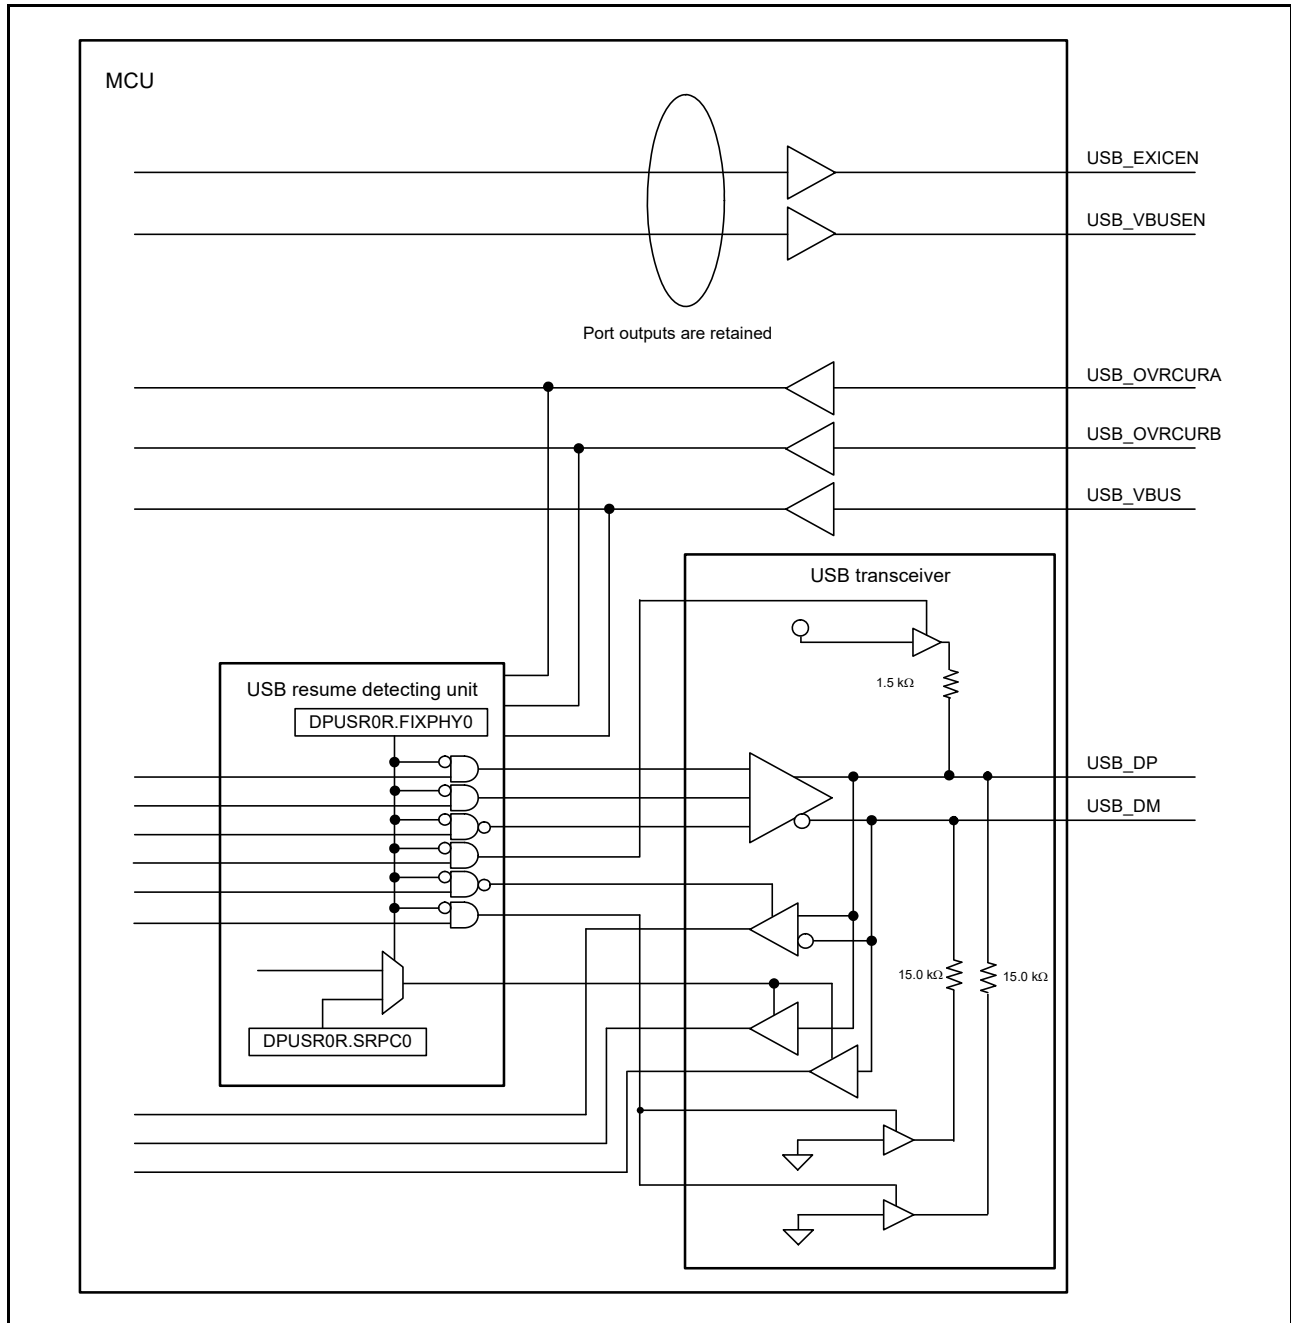 MCU
USB_EXICEN
USB_VBUSEN
Port outputs are retained
USB_OVRCURA
USB_OVRCURB
USB_VBUS
USB transceiver
1.5 kΩ
USB resume detecting unit
DPUSR0R.FIXPHY0
USB_DP
USB_DM
15.0 kΩ
15.0 kΩ
DPUSR0R.SRPC0